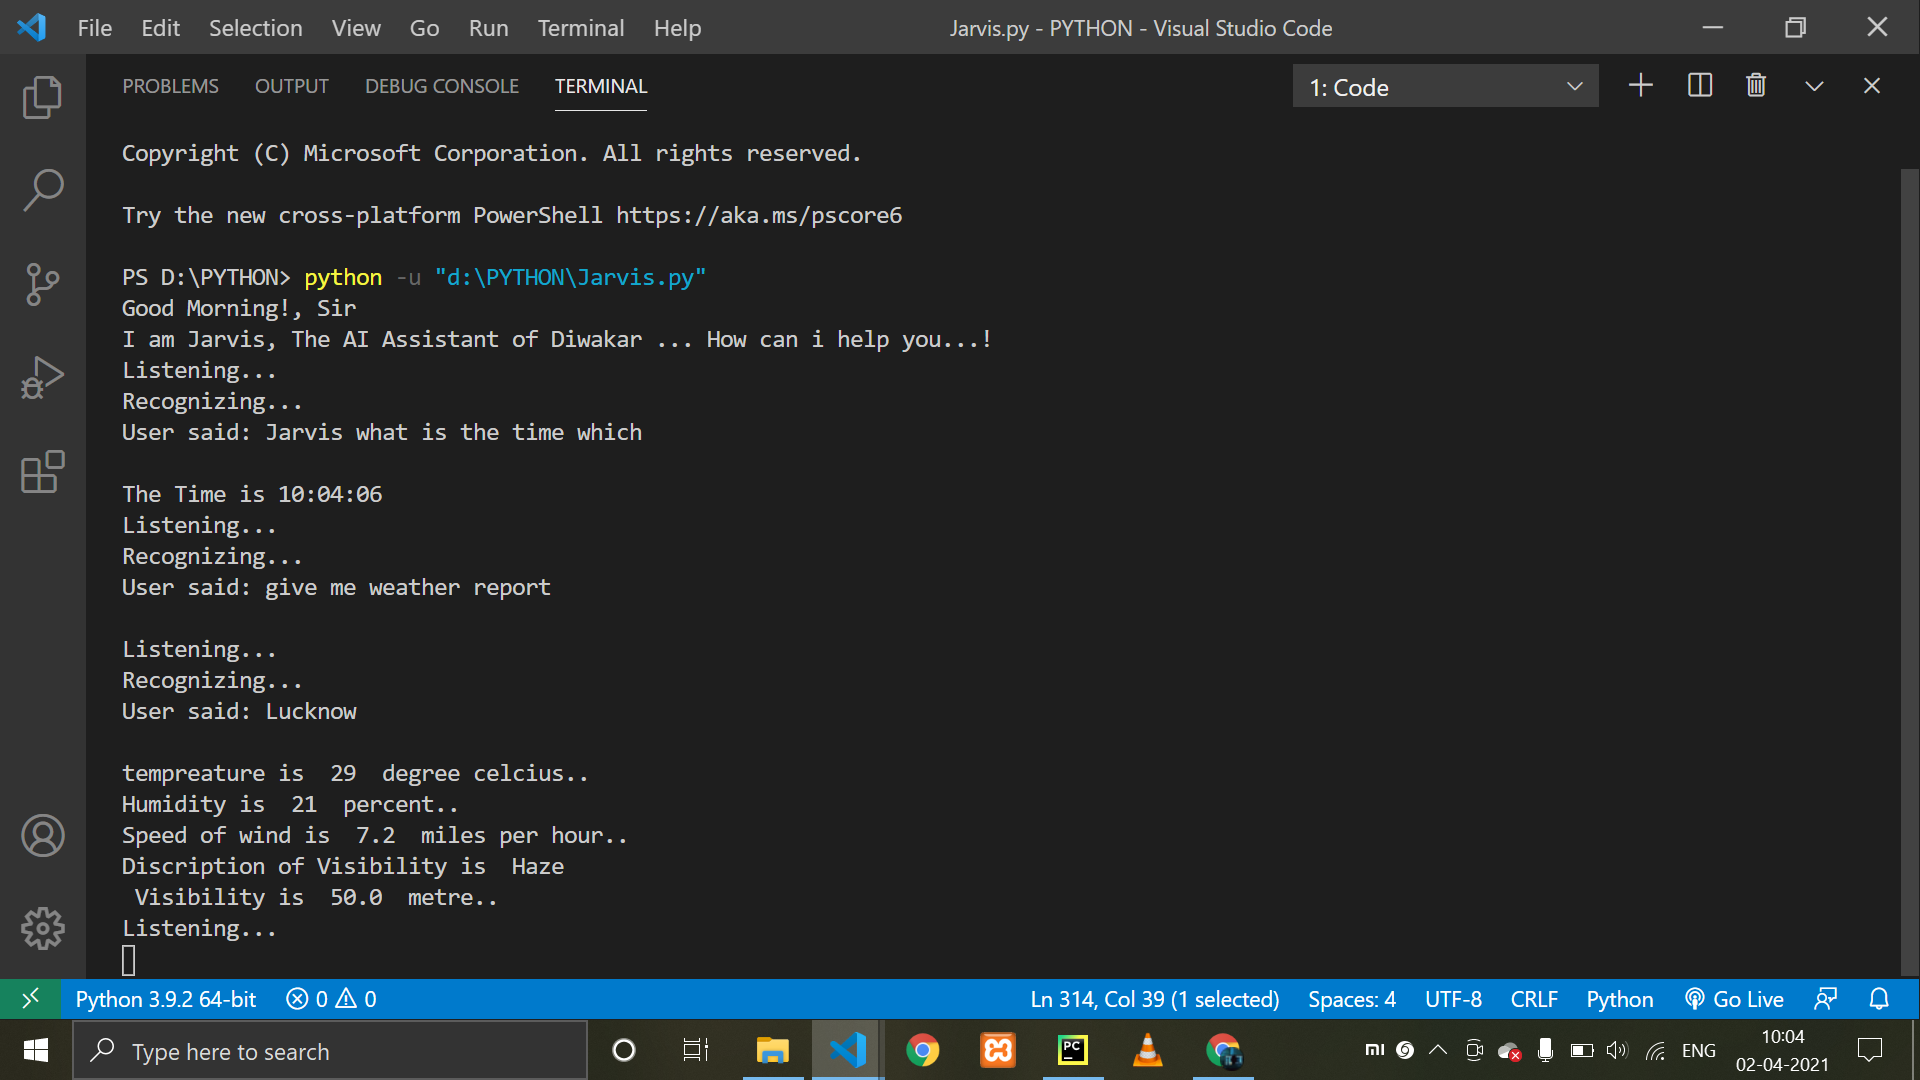 File Edit Selection View Go Run Terminal Help
Jarvis.py - PYTHON - Visual Studio Code
PROBLEMS OUTPUT DEBUG CONSOLE TERMINAL
1: Code
Copyright (C) Microsoft Corporation. All rights reserved.
Try the new cross-platform PowerShell https://aka.ms/pscore6
PS D:\PYTHON> python -u "d:\PYTHON\Jarvis.py"
Good Morning!, Sir
I am Jarvis, The AI Assistant of Diwakar ... How can i help you...!
Listening...
Recognizing...
User said: Jarvis what is the time which
The Time is 10:04:06
Listening...
Recognizing...
User said: give me weather report
Listening...
Recognizing...
User said: Lucknow
tempreature is  29  degree celcius..
Humidity is  21  percent..
Speed of wind is  7.2  miles per hour..
Discription of Visibility is  Haze
 Visibility is  50.0  metre..
Listening...
Python 3.9.2 64-bit 0 0 Ln 314, Col 39 (1 selected) Spaces: 4 UTF-8 CRLF Python Go Live
Type here to search
PC
mi
ENG
10:04
02-04-2021